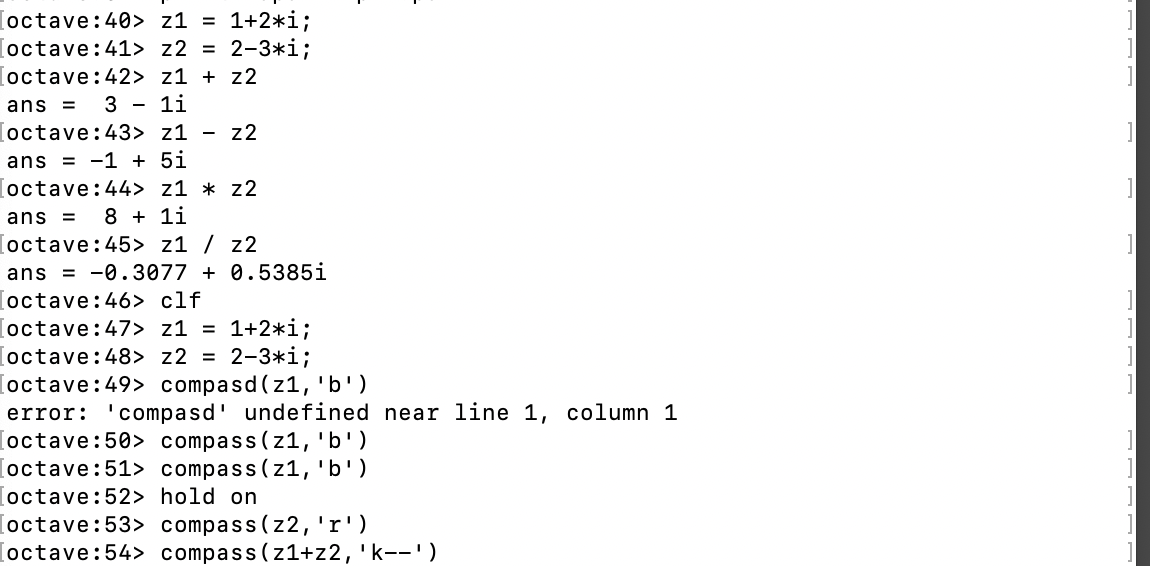 [octave:40> z1 = 1+2*i; ]
[octave:41> z2 = 2-3*i; ]
[octave:42> z1 + z2 ]
ans =  3 - 1i
[octave:43> z1 - z2 ]
ans = -1 + 5i
[octave:44> z1 * z2 ]
ans =  8 + 1i
[octave:45> z1 / z2 ]
ans = -0.3077 + 0.5385i
[octave:46> clf ]
[octave:47> z1 = 1+2*i; ]
[octave:48> z2 = 2-3*i; ]
[octave:49> compasd(z1,'b') ]
error: 'compasd' undefined near line 1, column 1
[octave:50> compass(z1,'b') ]
[octave:51> compass(z1,'b') ]
[octave:52> hold on ]
[octave:53> compass(z2,'r') ]
[octave:54> compass(z1+z2,'k--') ]